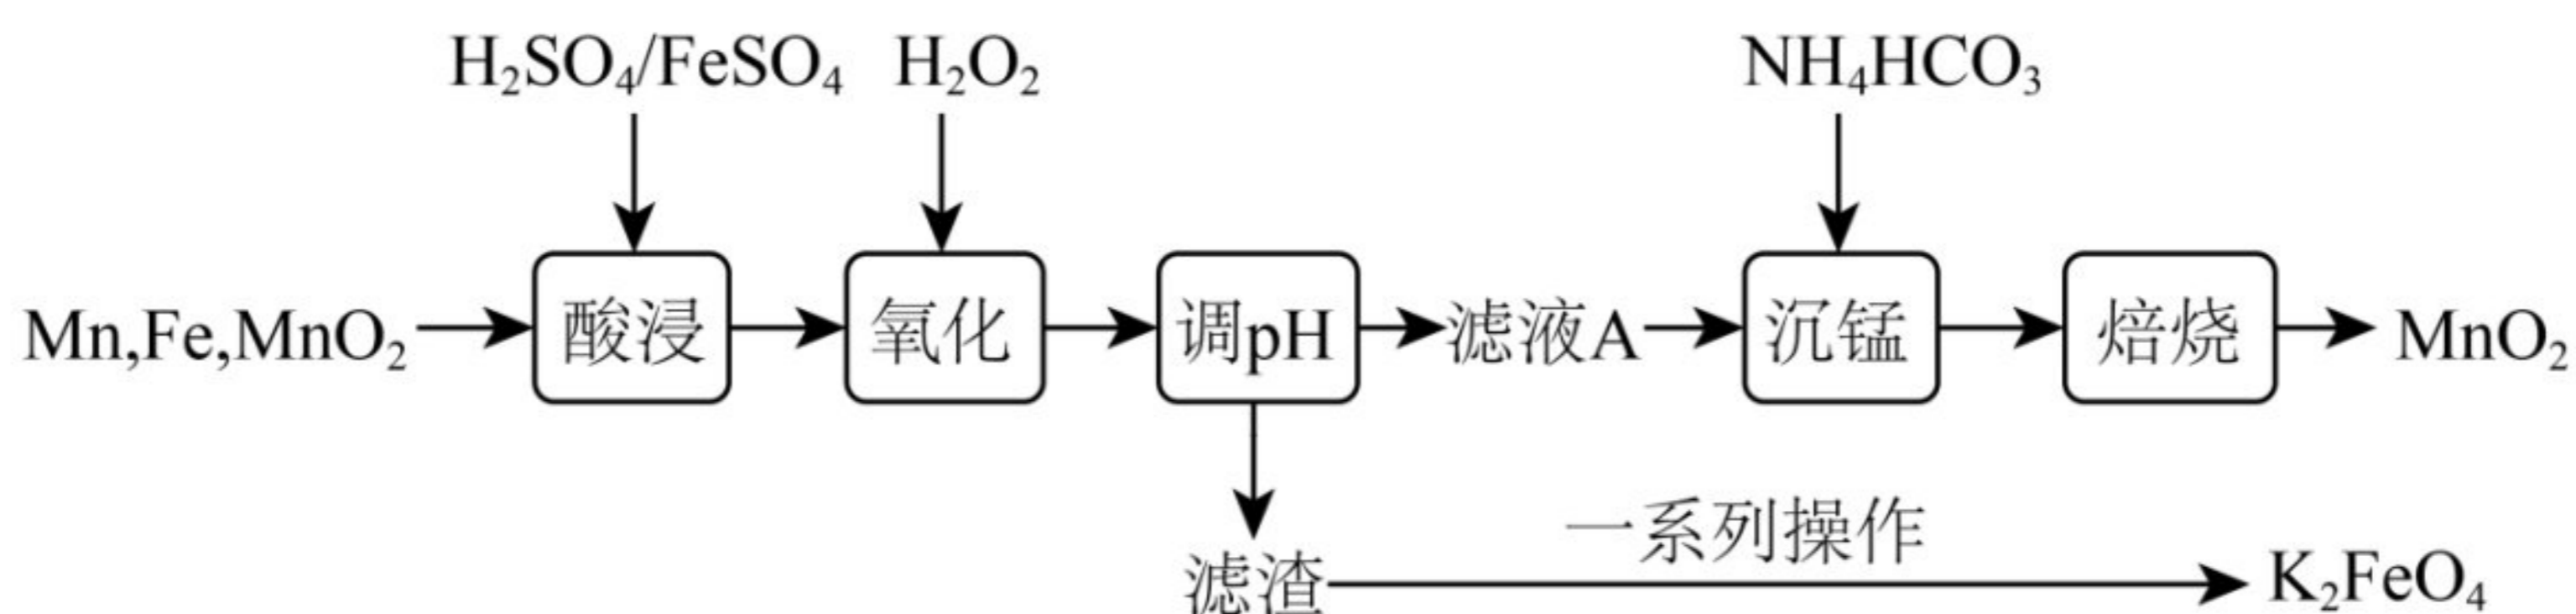 H₂SO₄/FeSO₄ H₂O₂ NH₄HCO₃
Mn,Fe,MnO₂ 酸浸 氧化 调pH 滤液A 沉锰 焙烧 MnO₂
一系列操作
滤渣 K₂FeO₄